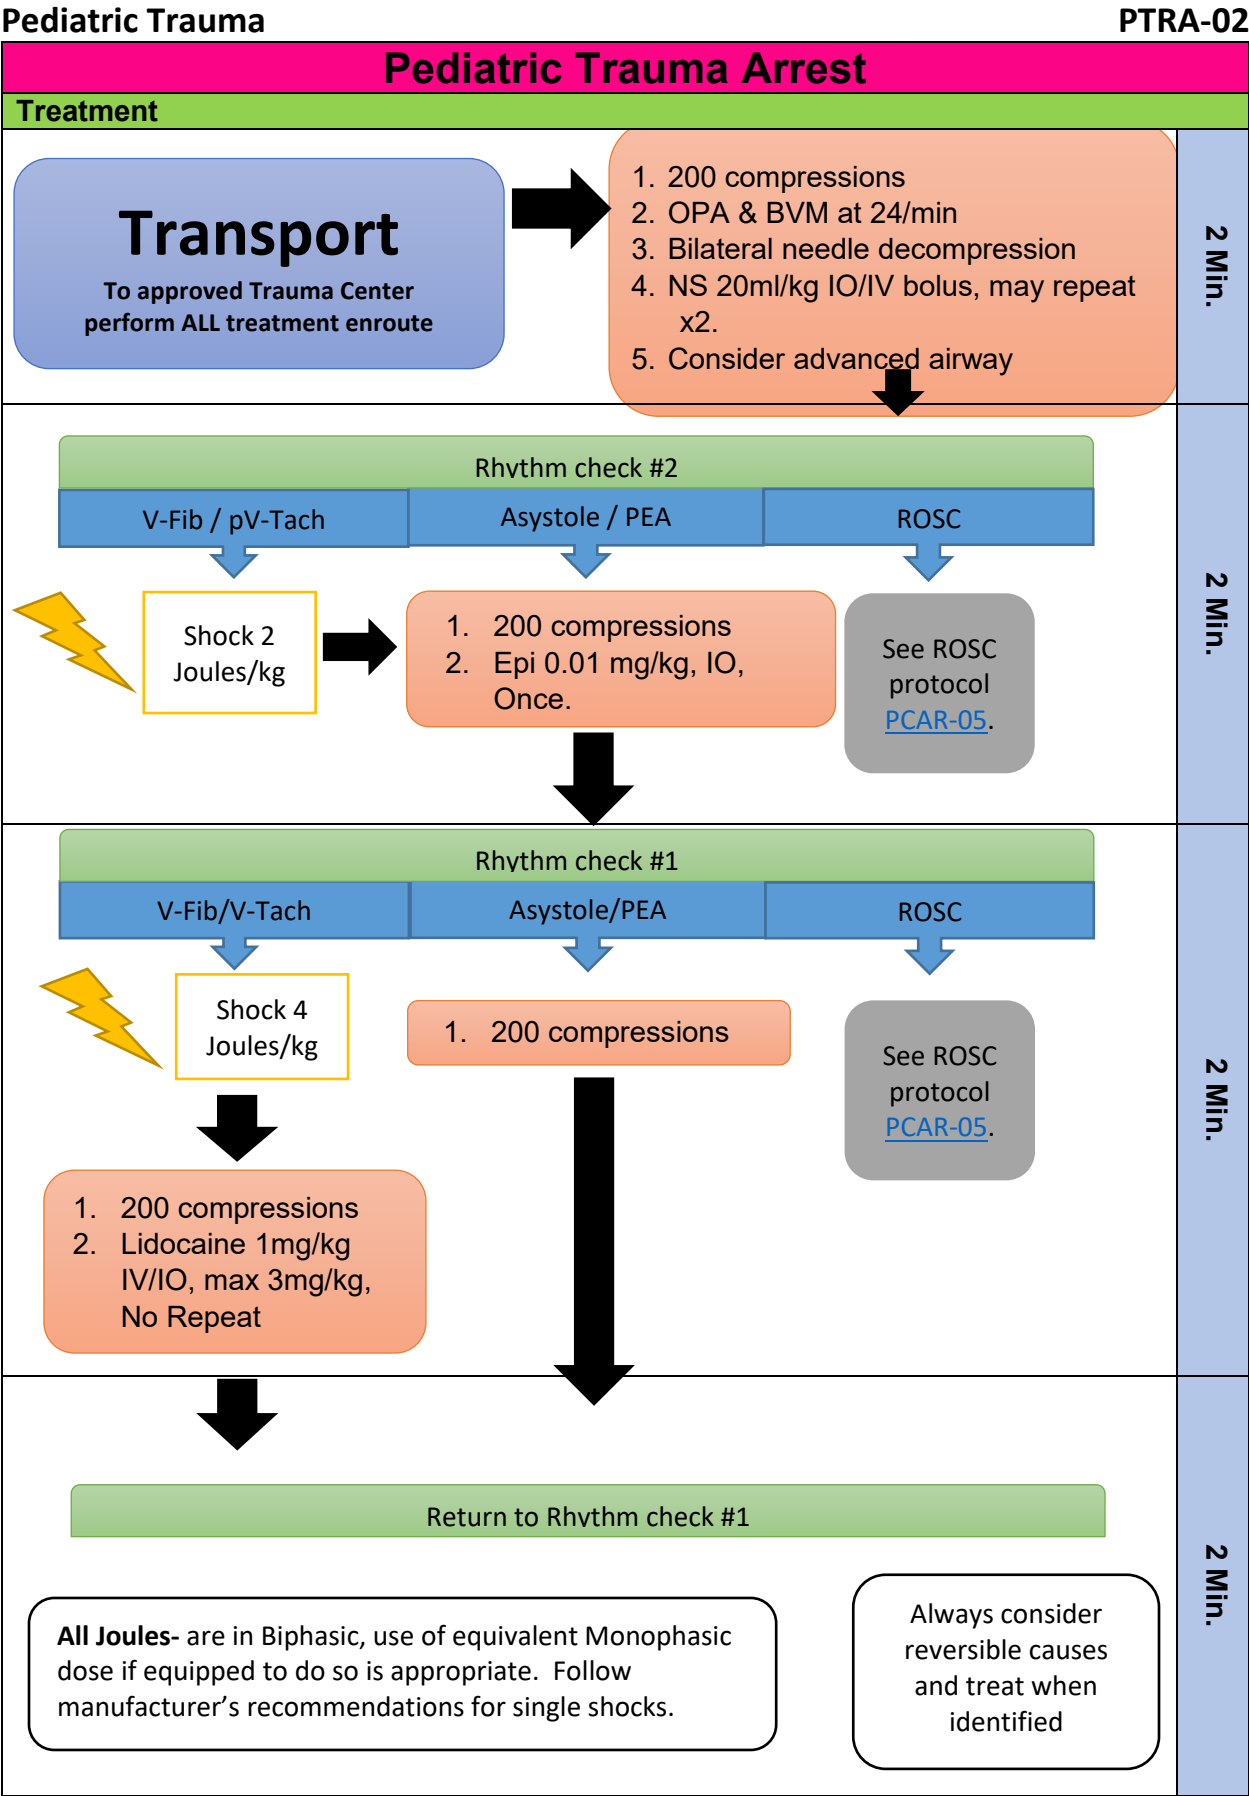 Pediatric Trauma PTRA-02
Pediatric Trauma Arrest
Treatment
Transport
To approved Trauma Center
perform ALL treatment enroute
1. 200 compressions
2. OPA & BVM at 24/min
3. Bilateral needle decompression
4. NS 20ml/kg IO/IV bolus, may repeat
x2.
5. Consider advanced airway
2 Min.
Rhythm check #2
V-Fib / pV-Tach
Asystole / PEA
ROSC
Shock 2
Joules/kg
1. 200 compressions
2. Epi 0.01 mg/kg, IO,
Once.
See ROSC
protocol
PCAR-05.
2 Min.
Rhythm check #1
V-Fib/V-Tach
Asystole/PEA
ROSC
Shock 4
Joules/kg
1. 200 compressions
See ROSC
protocol
PCAR-05.
1. 200 compressions
2. Lidocaine 1mg/kg
IV/IO, max 3mg/kg,
No Repeat
2 Min.
Return to Rhythm check #1
All Joules- are in Biphasic, use of equivalent Monophasic
dose if equipped to do so is appropriate. Follow
manufacturer's recommendations for single shocks.
Always consider
reversible causes
and treat when
identified
2 Min.